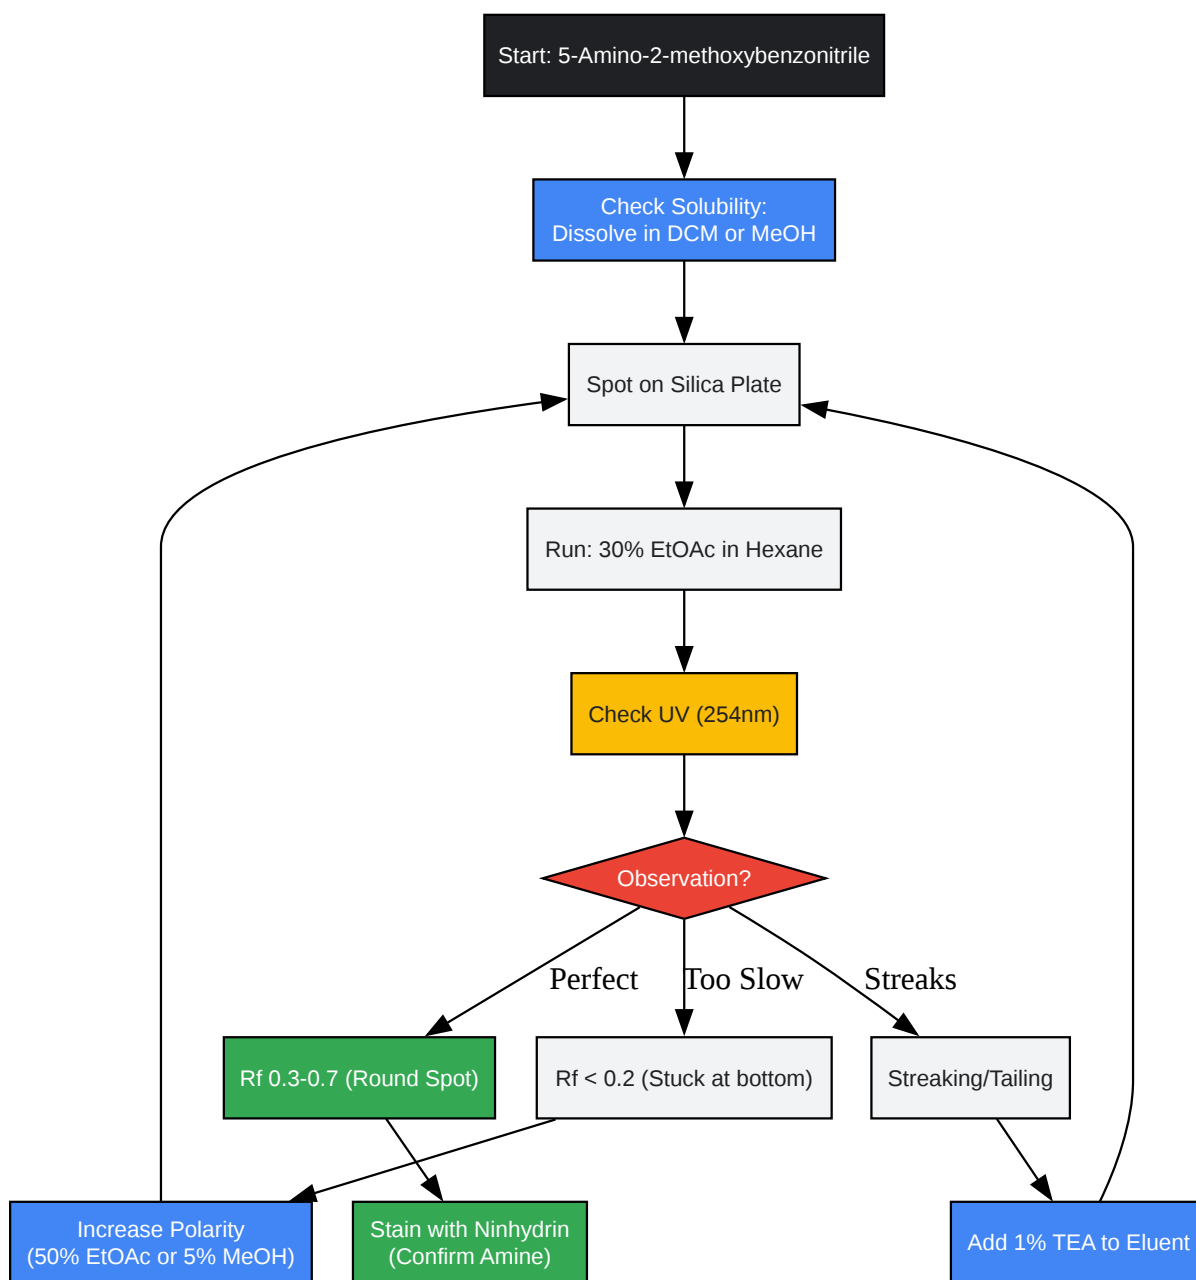 Start: 5-Amino-2-methoxybenzonitrile
Check Solubility:
Dissolve in DCM or MeOH
Spot on Silica Plate
Run: 30% EtOAc in Hexane
Check UV (254nm)
Observation?
Perfect
Too Slow
Streaks
Rf 0.3-0.7 (Round Spot)
Rf < 0.2 (Stuck at bottom)
Streaking/Tailing
Increase Polarity
(50% EtOAc or 5% MeOH)
Stain with Ninhydrin
(Confirm Amine)
Add 1% TEA to Eluent